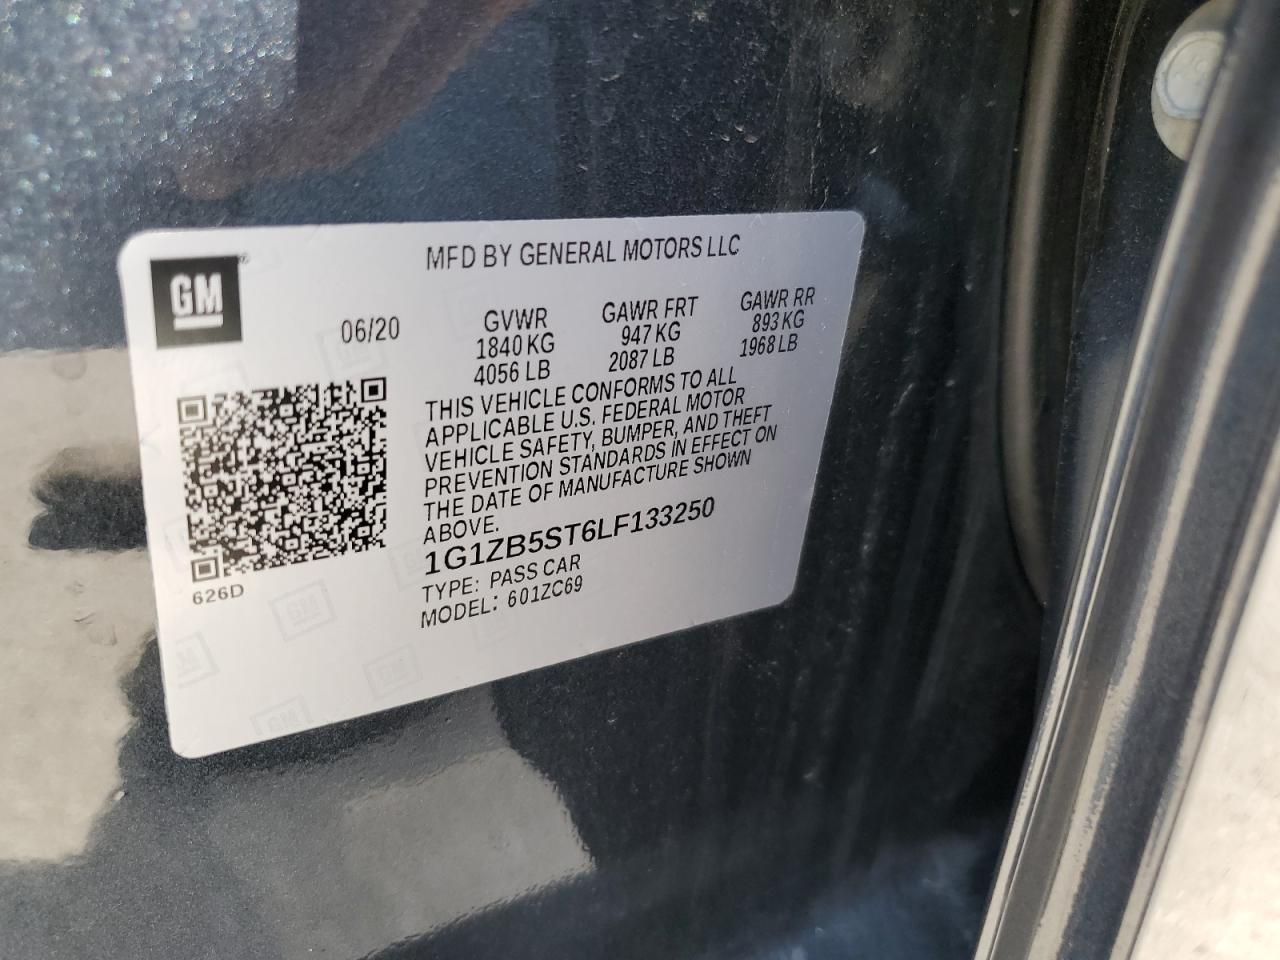 MFD BY GENERAL MOTORS LLC
GM®
06/20
GVWR
1840 KG
4056 LB
GAWR FRT
947 KG
2087 LB
GAWR RR
893 KG
1968 LB
THIS VEHICLE CONFORMS TO ALL
APPLICABLE U.S. FEDERAL MOTOR
VEHICLE SAFETY, BUMPER, AND THEFT
PREVENTION STANDARDS IN EFFECT ON
THE DATE OF MANUFACTURE SHOWN
ABOVE.
1G1ZB5ST6LF133250
TYPE: PASS CAR
MODEL: 601ZC69
626D